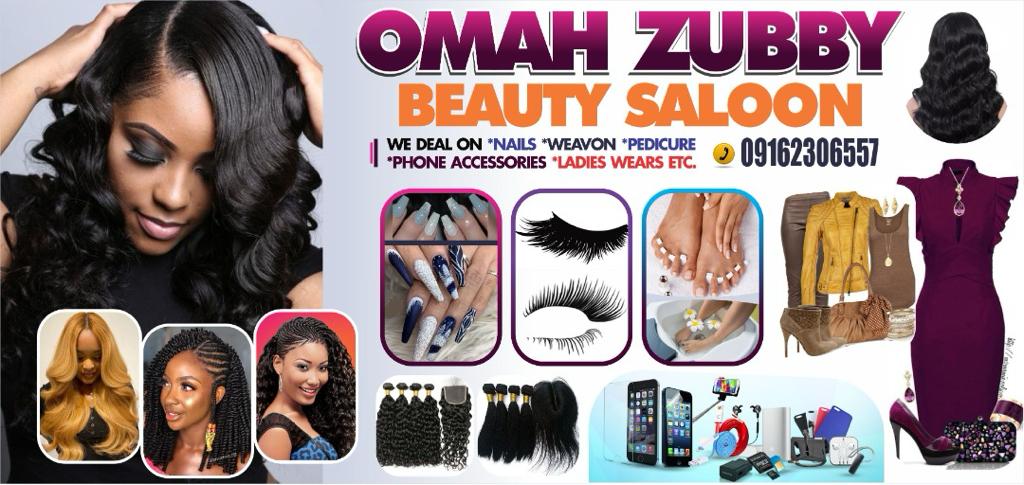 OMAH ZUBBY
BEAUTY SALOON
WE DEAL ON *NAILS *WEAVON *PEDICURE
*PHONE ACCESSORIES *LADIES WEARS ETC.
09162306557